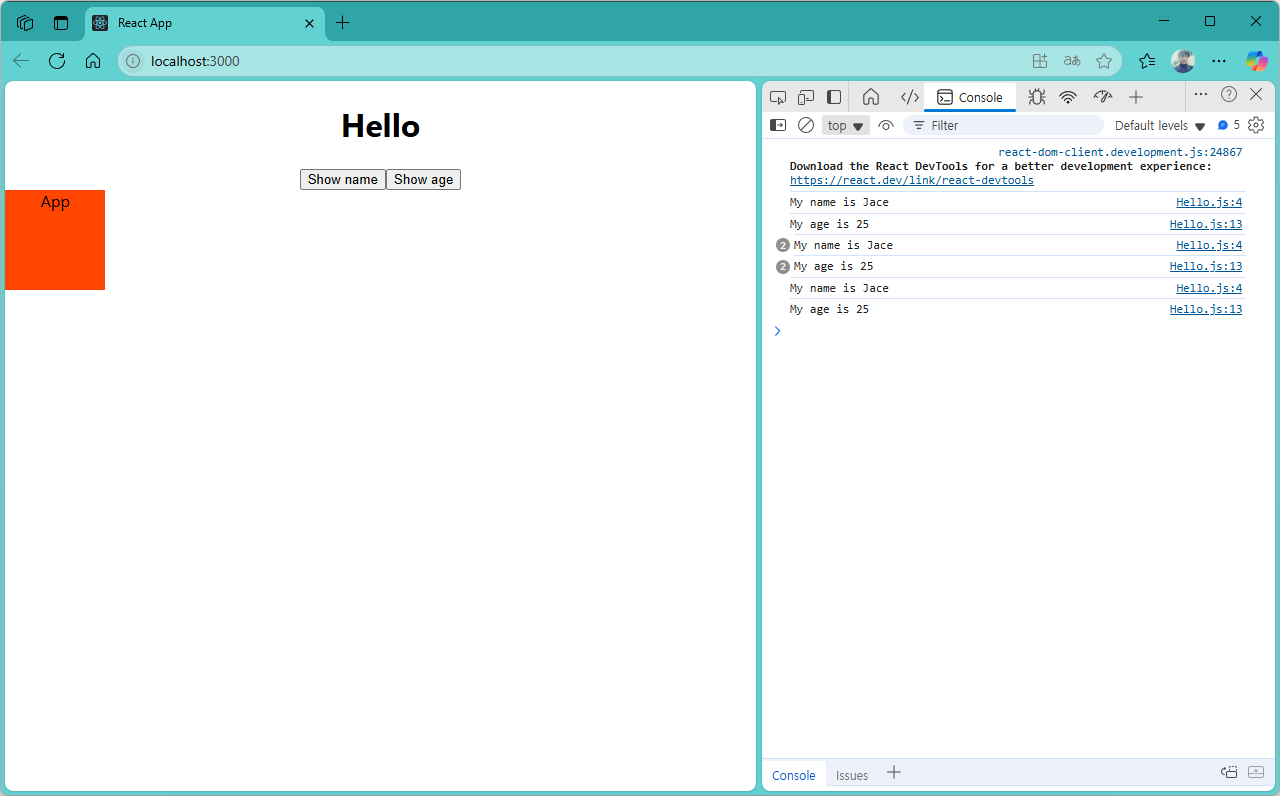 React App
localhost:3000
aあ
Hello
Show name Show age
App
Console
top Filter Default levels 5
react-dom-client.development.js:24867
Download the React DevTools for a better development experience:
https://react.dev/link/react-devtools
My name is Jace Hello.js:4
My age is 25 Hello.js:13
2 My name is Jace Hello.js:4
2 My age is 25 Hello.js:13
My name is Jace Hello.js:4
My age is 25 Hello.js:13
Console Issues